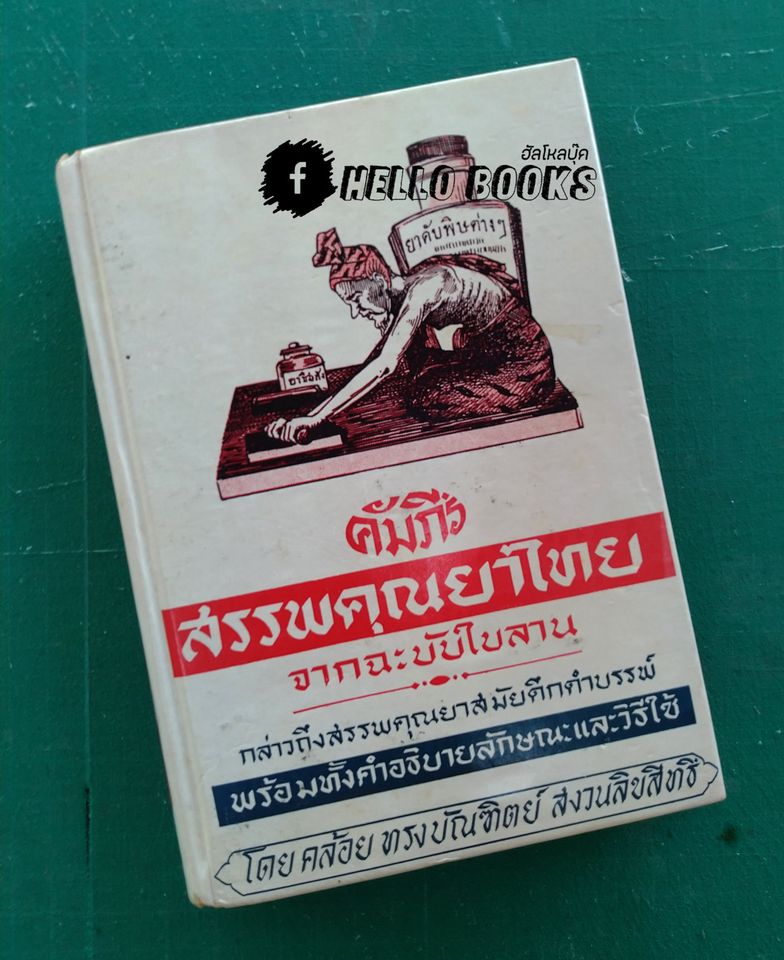 ฮัลโหลบุ๊ค
f HELLO BOOKS
ยาดับพิษต่างๆ
คัมภีร์
สรรพคุณยาไทย
จากฉะบับใบลาน
กล่าวถึงสรรพคุณยาสมัยดึกดำบรรพ์
พร้อมทั้งคำอธิบายลักษณะและวิธีใช้
โดย คล้อย ทรงบัณฑิตย์ สงวนลิขสิทธิ์